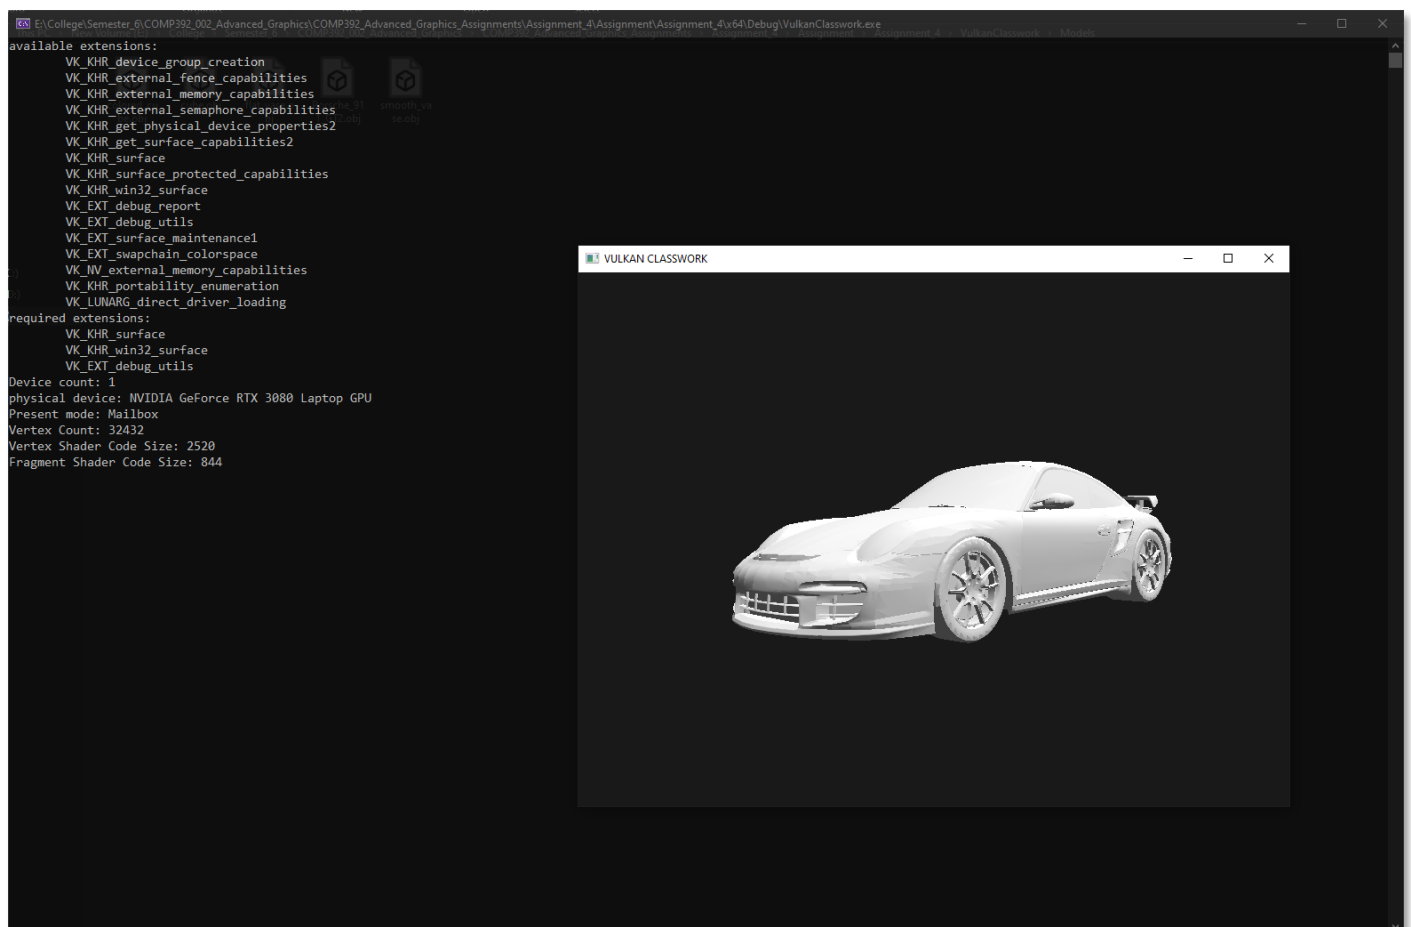 E:\College\Semester_6\COMP392_002_Advanced_Graphics\COMP392_Advanced_Graphics_Assignments\Assignment_4\Assignment\Assignment_4\x64\Debug\VulkanClasswork.exe
available extensions:
VK_KHR_device_group_creation
VK_KHR_external_fence_capabilities
VK_KHR_external_memory_capabilities
VK_KHR_external_semaphore_capabilities
VK_KHR_get_physical_device_properties2
VK_KHR_get_surface_capabilities2
VK_KHR_surface
VK_KHR_surface_protected_capabilities
VK_KHR_win32_surface
VK_EXT_debug_report
VK_EXT_debug_utils
VK_EXT_surface_maintenance1
VK_EXT_swapchain_colorspace
VK_NV_external_memory_capabilities
VK_KHR_portability_enumeration
VK_LUNARG_direct_driver_loading
required extensions:
VK_KHR_surface
VK_KHR_win32_surface
VK_EXT_debug_utils
Device count: 1
physical device: NVIDIA GeForce RTX 3080 Laptop GPU
Present mode: Mailbox
Vertex Count: 32432
Vertex Shader Code Size: 2520
Fragment Shader Code Size: 844
VULKAN CLASSWORK